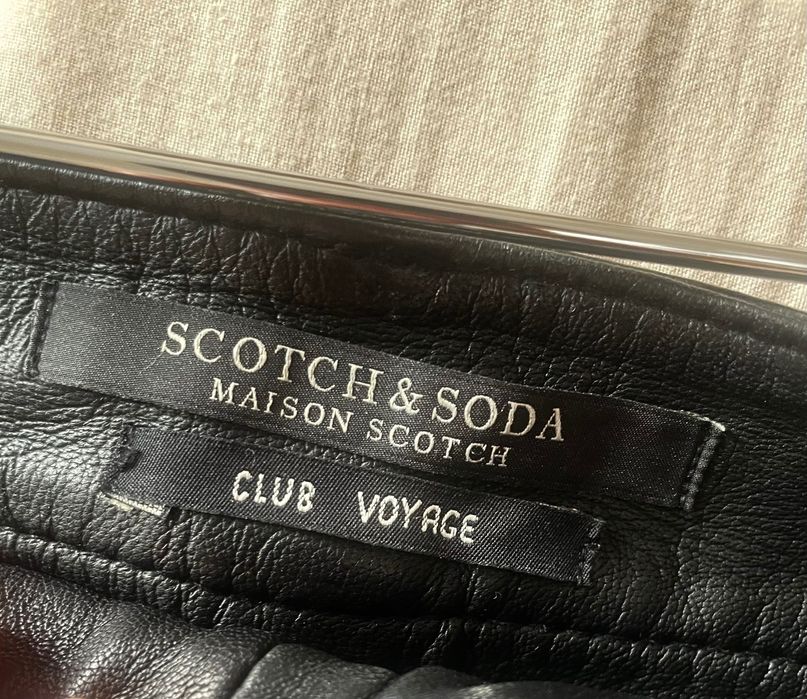 SCOTCH & SODA
MAISON SCOTCH
CLUB VOYAGE